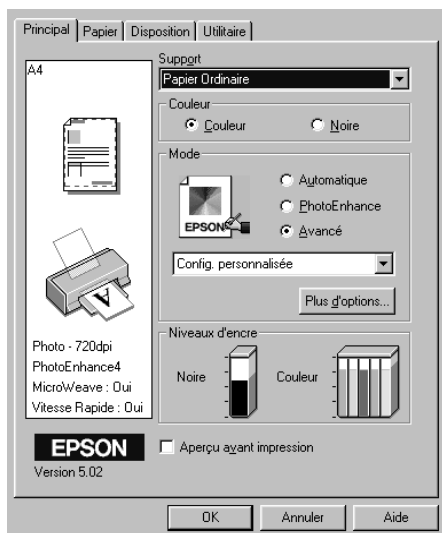 Principal Papier Disposition Utilitaire
A4
Support
Papier Ordinaire
Couleur
Couleur Noire
Mode
EPSON
Automatique
PhotoEnhance
Avancé
Config. personnalisée
Plus d'options...
Photo - 720dpi
PhotoEnhance4
MicroWeave : Oui
Vitesse Rapide : Oui
Niveaux d'encre
Noire Couleur
EPSON
Version 5.02
Aperçu avant impression
OK Annuler Aide